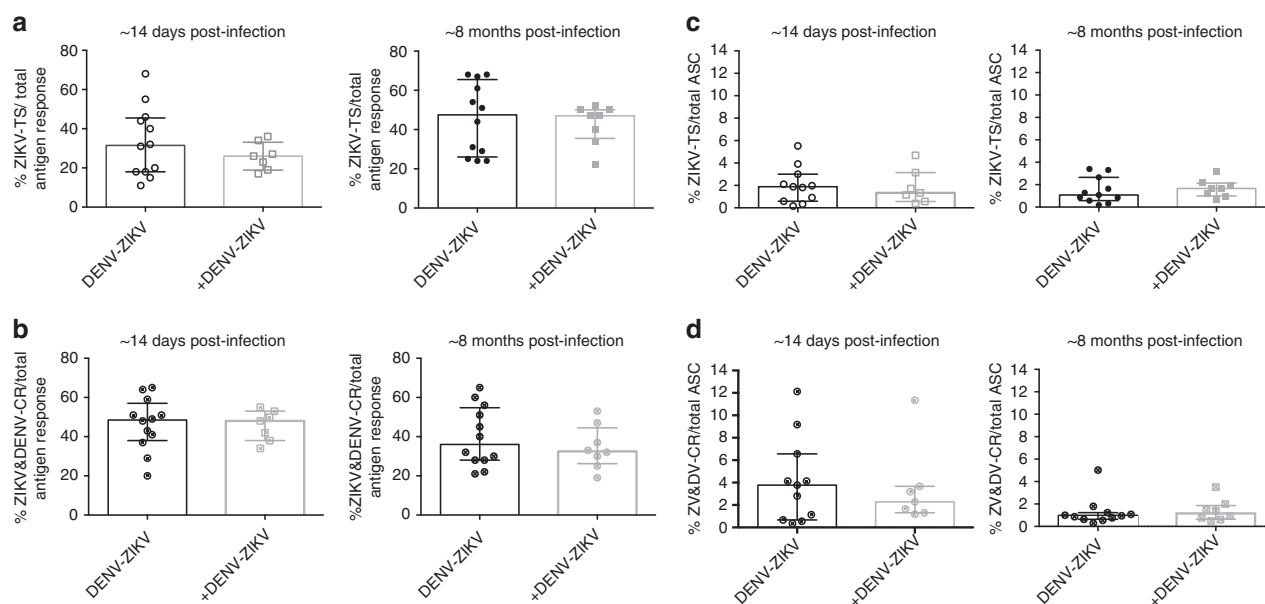 a
~14 days post-infection
% ZIKV-TS/ total
antigen response
80
60
40
20
0
DENV-ZIKV
+DENV-ZIKV
~8 months post-infection
% ZIKV-TS/total
antigen response
80
60
40
20
0
DENV-ZIKV
+DENV-ZIKV
b
~14 days post-infection
% ZIKV&DENV-CR/total
antigen response
80
60
40
20
0
DENV-ZIKV
+DENV-ZIKV
~8 months post-infection
%ZIKV&DENV-CR/total
antigen response
80
60
40
20
0
DENV-ZIKV
+DENV-ZIKV
c
~14 days post-infection
% ZIKV-TS/total ASC
14
12
10
8
6
4
2
0
DENV-ZIKV
+DENV-ZIKV
~8 months post-infection
% ZIKV-TS/total ASC
14
12
10
8
6
4
2
0
DENV-ZIKV
+DENV-ZIKV
d
~14 days post-infection
% ZV&DV-CR/total ASC
14
12
10
8
6
4
2
0
DENV-ZIKV
+DENV-ZIKV
~8 months post-infection
% ZV&DV-CR/total ASC
14
12
10
8
6
4
2
0
DENV-ZIKV
+DENV-ZIKV